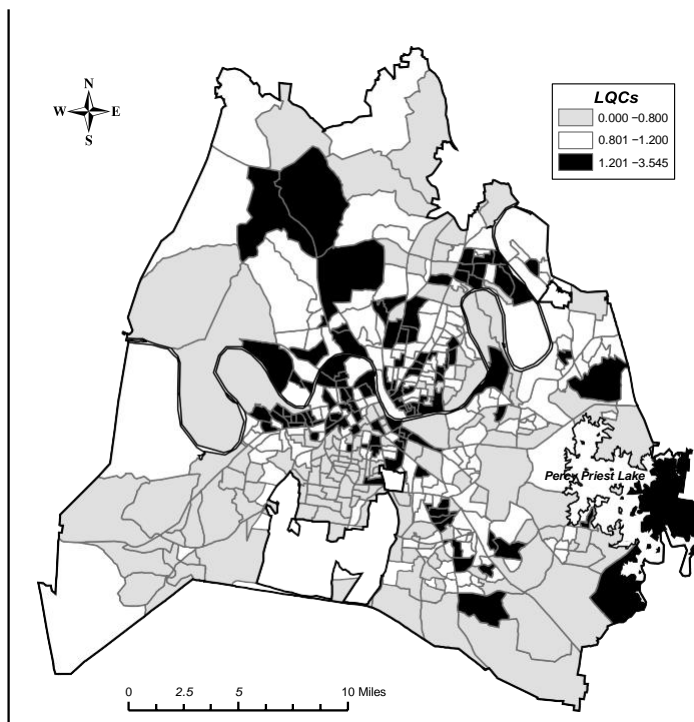 N
W E
S
LQCs
0.000 –0.800
0.801 –1.200
1.201 –3.545
Percy Priest Lake
0 2.5 5 10 Miles